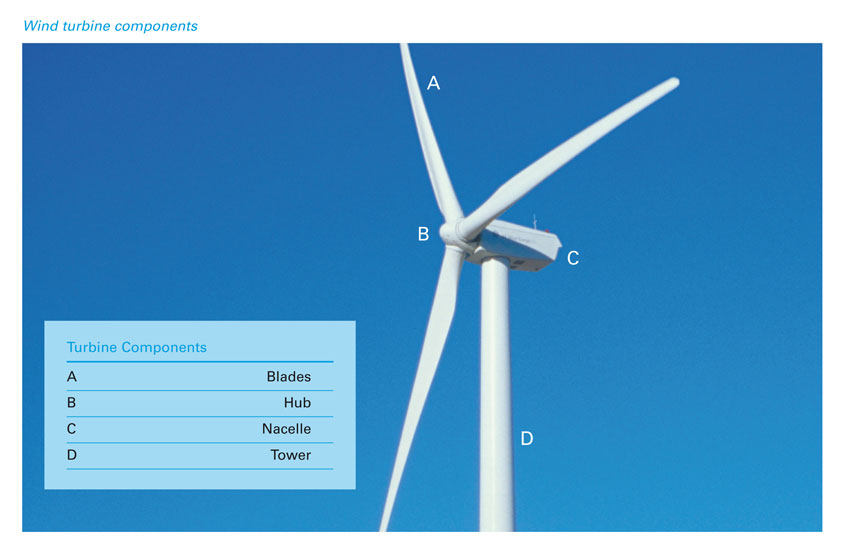 Wind turbine components
A
B
C
D
Turbine Components
A Blades
B Hub
C Nacelle
D Tower